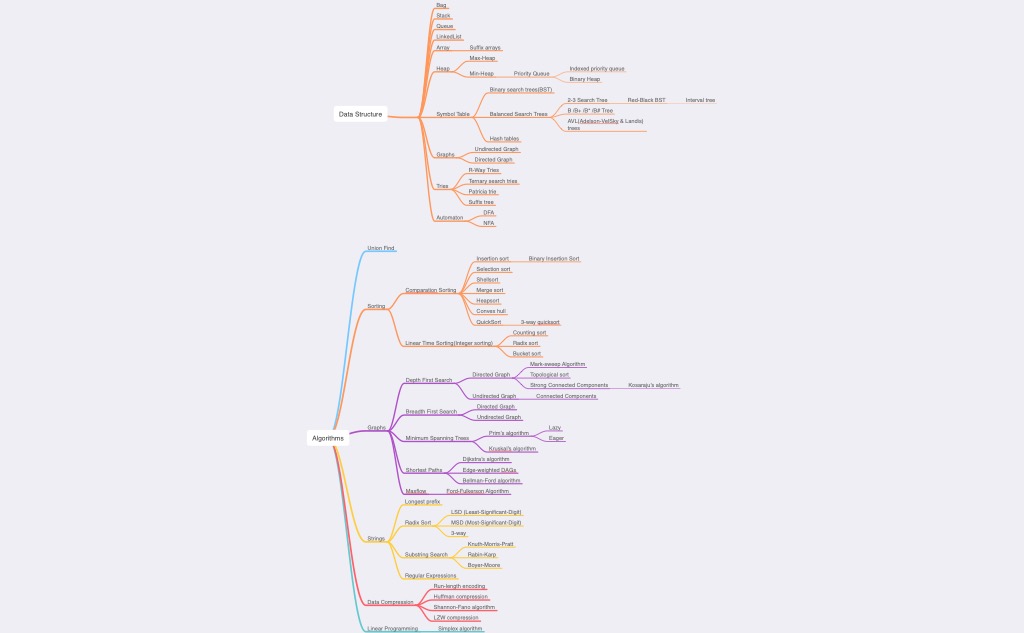 Bag
Stack
Queue
LinkedList
Array
Suffix arrays
Heap
Max-Heap
Min-Heap
Priority Queue
Indexed priority queue
Binary Heap
Data Structure
Symbol Table
Binary search trees(BST)
Balanced Search Trees
2-3 Search Tree
Red-Black BST
Interval tree
B /B+ /B* /B# Tree
AVL(Adelson-VelSky & Landis)
trees
Hash tables
Graphs
Undirected Graph
Directed Graph
Tries
R-Way Tries
Ternary search tries
Patricia trie
Suffix tree
Automaton
DFA
NFA
Algorithms
Union Find
Sorting
Comparation Sorting
Insertion sort
Binary Insertion Sort
Selection sort
Shellsort
Merge sort
Heapsort
Convex hull
QuickSort
3-way quicksort
Linear Time Sorting(Integer sorting)
Counting sort
Radix sort
Bucket sort
Graphs
Depth First Search
Directed Graph
Mark-sweep Algorithm
Topological sort
Strong Connected Components
Kosaraju's algorithm
Undirected Graph
Connected Components
Breadth First Search
Directed Graph
Undirected Graph
Minimum Spanning Trees
Prim's algorithm
Lazy
Eager
Kruskal's algorithm
Shortest Paths
Dijkstra's algorithm
Edge-weighted DAGs
Bellman-Ford algorithm
Maxflow
Ford-Fulkerson Algorithm
Strings
Longest prefix
Radix Sort
LSD (Least-Significant-Digit)
MSD (Most-Significant-Digit)
3-way
Substring Search
Knuth-Morris-Pratt
Rabin-Karp
Boyer-Moore
Regular Expressions
Data Compression
Run-length encoding
Huffman compression
Shannon-Fano algorithm
LZW compression
Linear Programming
Simplex algorithm